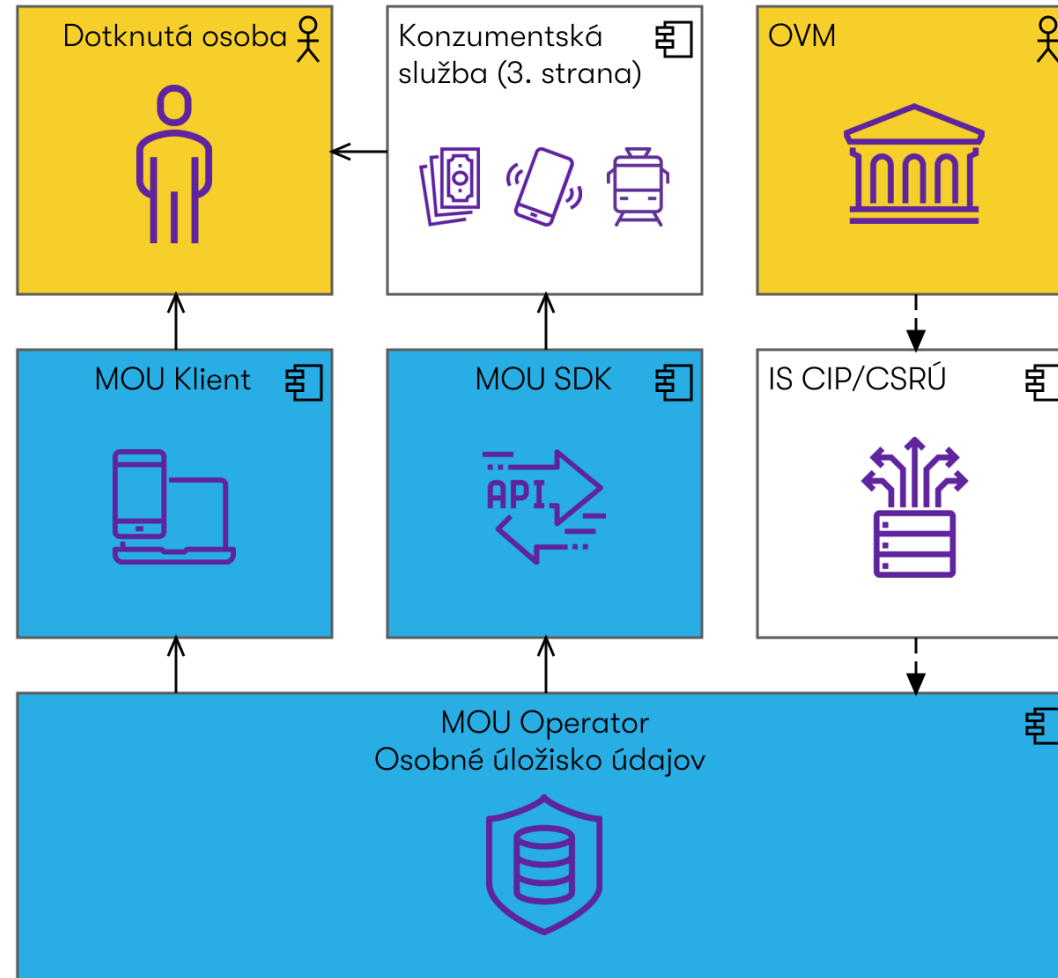 Dotknutá osoba
Konzumentská
služba (3. strana)
OVM
MOU Klient
MOU SDK
API
IS CIP/CSRÚ
MOU Operator
Osobné úložisko údajov